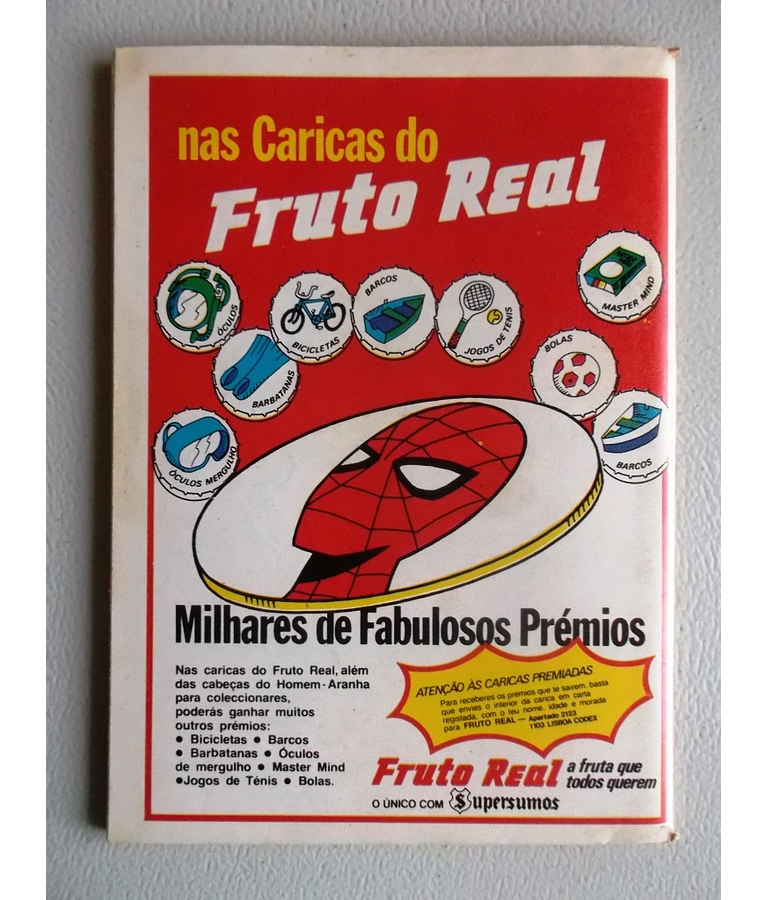 nas Caricas do
Fruto Real
ÓCULOS
BICICLETAS
BARCOS
JOGOS DE TÉNIS
MASTER MIND
BARBATANAS
BOLAS
ÓCULOS MERGULHO
BARCOS
Milhares de Fabulosos Prémios
Nas caricas do Fruto Real, além
das cabeças do Homem-Aranha
para coleccionares,
poderás ganhar muitos
outros prémios:
• Bicicletas • Barcos
• Barbatanas • Óculos
de mergulho • Master Mind
•Jogos de Ténis • Bolas.
ATENÇÃO ÀS CARICAS PREMIADAS
Para receberes os premios que te sairem, basta
que envies o interior da carica em carta
registada, com o teu nome, idade e morada
para FRUTO REAL — Apartado 2123
1103 LISBOA CODEX
Fruto Real a fruta que
todos querem
O ÚNICO COM Supersumos